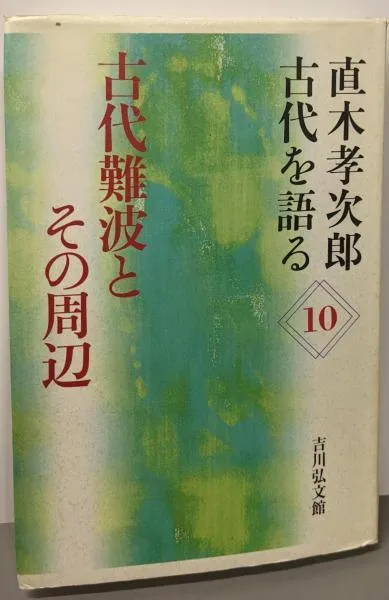 直木孝次郎
古代を語る
10
古代難波と
その周辺
吉川弘文館